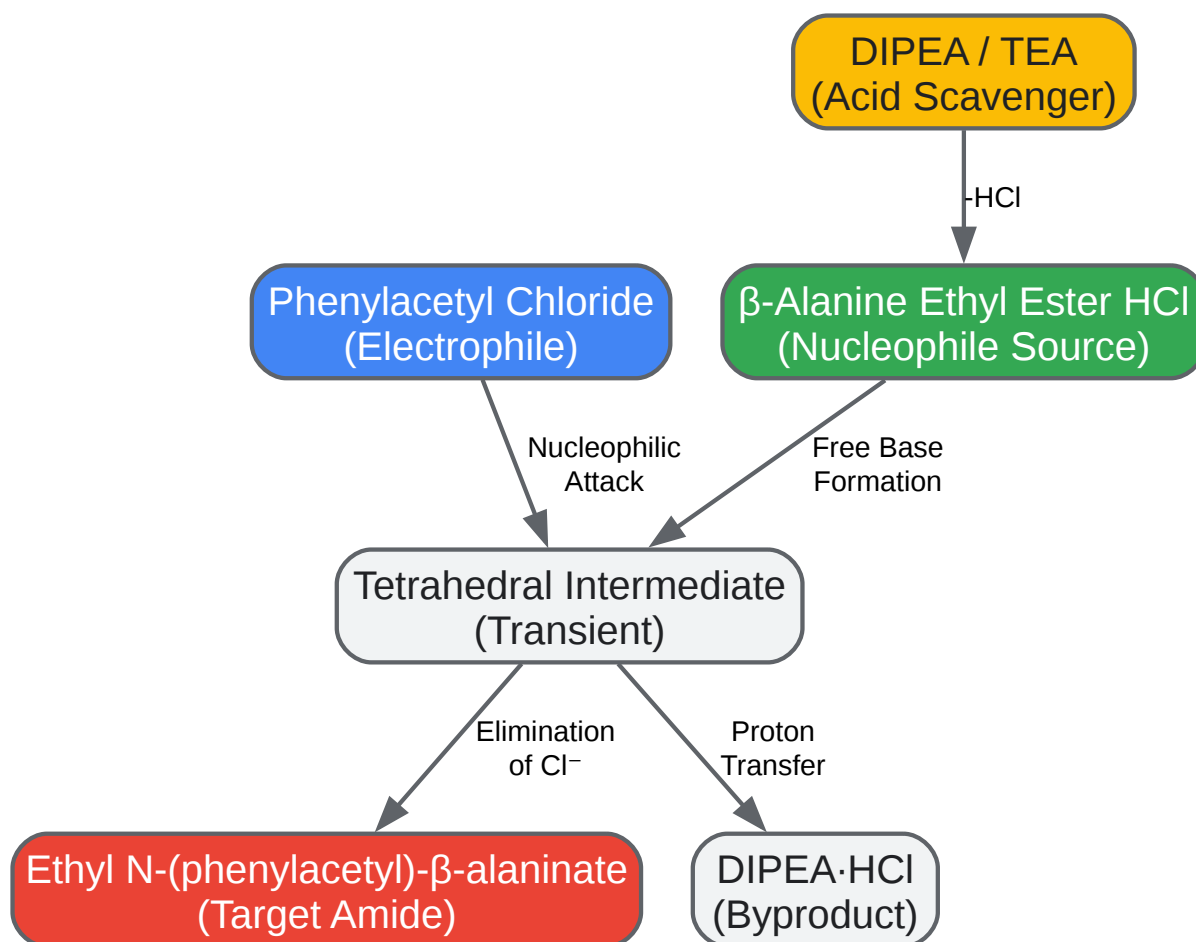 DIPEA / TEA
(Acid Scavenger)
-HCl
Phenylacetyl Chloride
(Electrophile)
β-Alanine Ethyl Ester HCl
(Nucleophile Source)
Nucleophilic
Attack
Free Base
Formation
Tetrahedral Intermediate
(Transient)
Elimination
of Cl⁻
Proton
Transfer
Ethyl N-(phenylacetyl)-β-alaninate
(Target Amide)
DIPEA·HCl
(Byproduct)